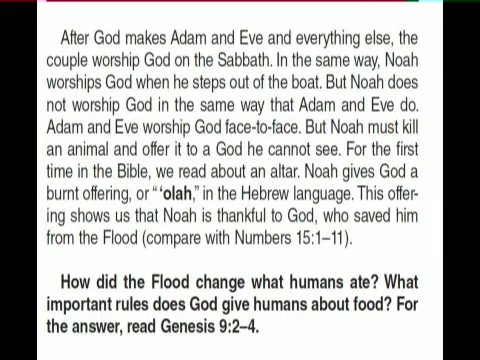 After God makes Adam and Eve and everything else, the
couple worship God on the Sabbath. In the same way, Noah
worships God when he steps out of the boat. But Noah does
not worship God in the same way that Adam and Eve do.
Adam and Eve worship God face-to-face. But Noah must kill
an animal and offer it to a God he cannot see. For the first
time in the Bible, we read about an altar. Noah gives God a
burnt offering, or “‘olah,” in the Hebrew language. This offer-
ing shows us that Noah is thankful to God, who saved him
from the Flood (compare with Numbers 15:1–11).
How did the Flood change what humans ate? What
important rules does God give humans about food? For
the answer, read Genesis 9:2–4.